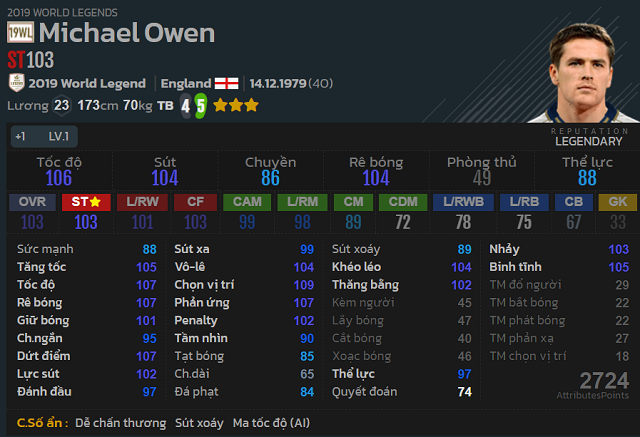 2019 WORLD LEGENDS
19WL Michael Owen
ST103
2019 World Legend England 14.12.1979 (40)
Lương 23 173cm 70kg TB 4 5
REPUTATION
LEGENDARY
+1 LV.1
Tốc độ Sút Chuyền Rê bóng Phòng thủ Thể lực
106 104 86 104 49 88
OVR ST L/RW CF CAM L/RM CM CDM L/RWB L/RB CB GK
103 103 101 103 99 98 89 72 78 75 67 33
Sức mạnh 88 Sút xa 99 Sút xoáy 89 Nhảy 103
Tăng tốc 105 Vô-lê 104 Khéo léo 104 Bình tĩnh 105
Tốc độ 107 Chọn vị trí 109 Thăng bằng 102 TM đổ người 29
Rê bóng 107 Phản ứng 107 Kèm người 45 TM bắt bóng 22
Giữ bóng 101 Penalty 102 Lấy bóng 47 TM phát bóng 22
Ch.ngắn 95 Tầm nhìn 90 Cắt bóng 40 TM phản xạ 27
Dứt điểm 107 Tạt bóng 85 Xoạc bóng 46 TM chọn vị trí 18
Lực sút 102 Ch.dài 65 Thể lực 97
Đánh đầu 97 Đá phạt 84 Quyết đoán 74
2724
AttributesPoints
C.Số ẩn : Dễ chấn thương Sút xoáy Ma tốc độ (AI)